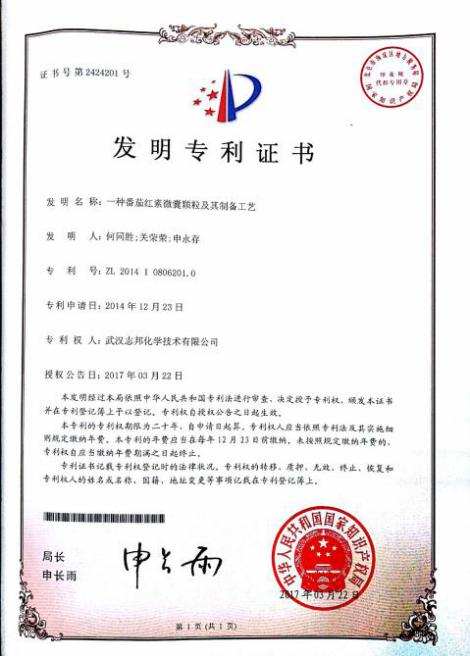 证书号第2424201号
发明专利证书
发明名称:一种番茄红素微囊颗粒及其制备工艺
发明人:何同胜;关荣荣;申永存
专利号:ZL 2014 1 0806201.0
专利申请日:2014年12月23日
专利权人:武汉志邦化学技术有限公司
授权公告日:2017年03月22日
本发明经过本局依照中华人民共和国专利法进行审查,决定授予专利权,颁发本证书
并在专利登记簿上予以登记。专利权自授权公告之日起生效。
本专利的专利权期限为二十年,自申请日起算。专利权人应当依照专利法及其实施细
则规定缴纳年费。本专利的年费应当在每年12月23日前缴纳。未按照规定缴纳年费的,
专利权自应当缴纳年费期满之日起终止。
专利证书记载专利权登记时的法律状况。专利权的转移、质押、无效、终止、恢复和
专利权人的姓名或名称、国籍、地址变更等事项记载在专利登记簿上。
局长
申长雨
申长雨
中华人民共和国国家知识产权局
2017年03月22日
第1页(共1页)